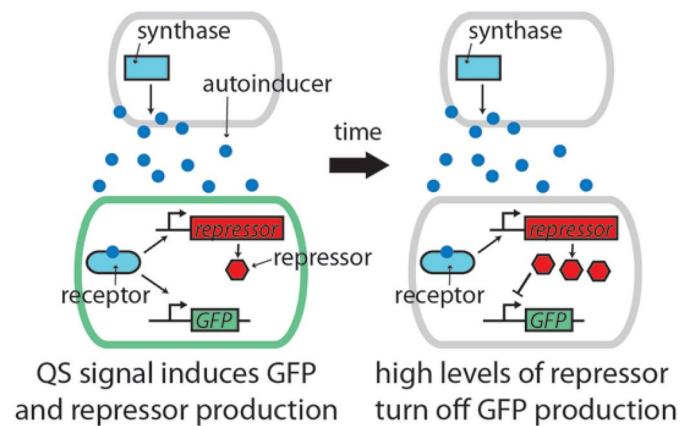 synthase
autoinducer
repressor
repressor
receptor
GFP
QS signal induces GFP
and repressor production
time
synthase
repressor
receptor
GFP
high levels of repressor
turn off GFP production